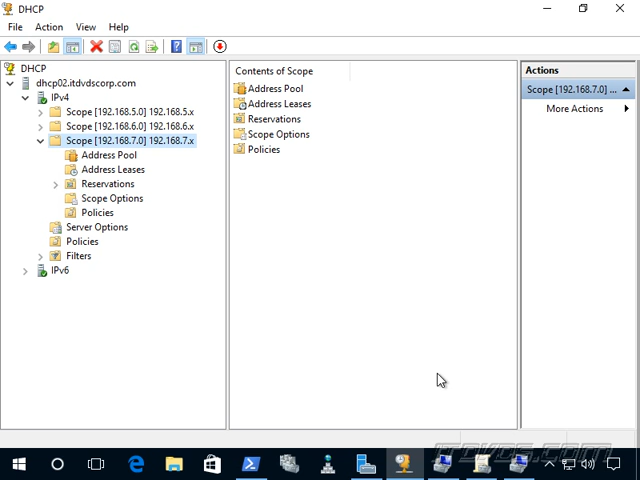 DHCP
File Action View Help
DHCP
dhcp02.itdvdscorp.com
IPv4
Scope [192.168.5.0] 192.168.5.x
Scope [192.168.6.0] 192.168.6.x
Scope [192.168.7.0] 192.168.7.x
Address Pool
Address Leases
Reservations
Scope Options
Policies
Server Options
Policies
Filters
IPv6
Contents of Scope
Address Pool
Address Leases
Reservations
Scope Options
Policies
Actions
Scope [192.168.7.0] ...
More Actions
itdvds.com